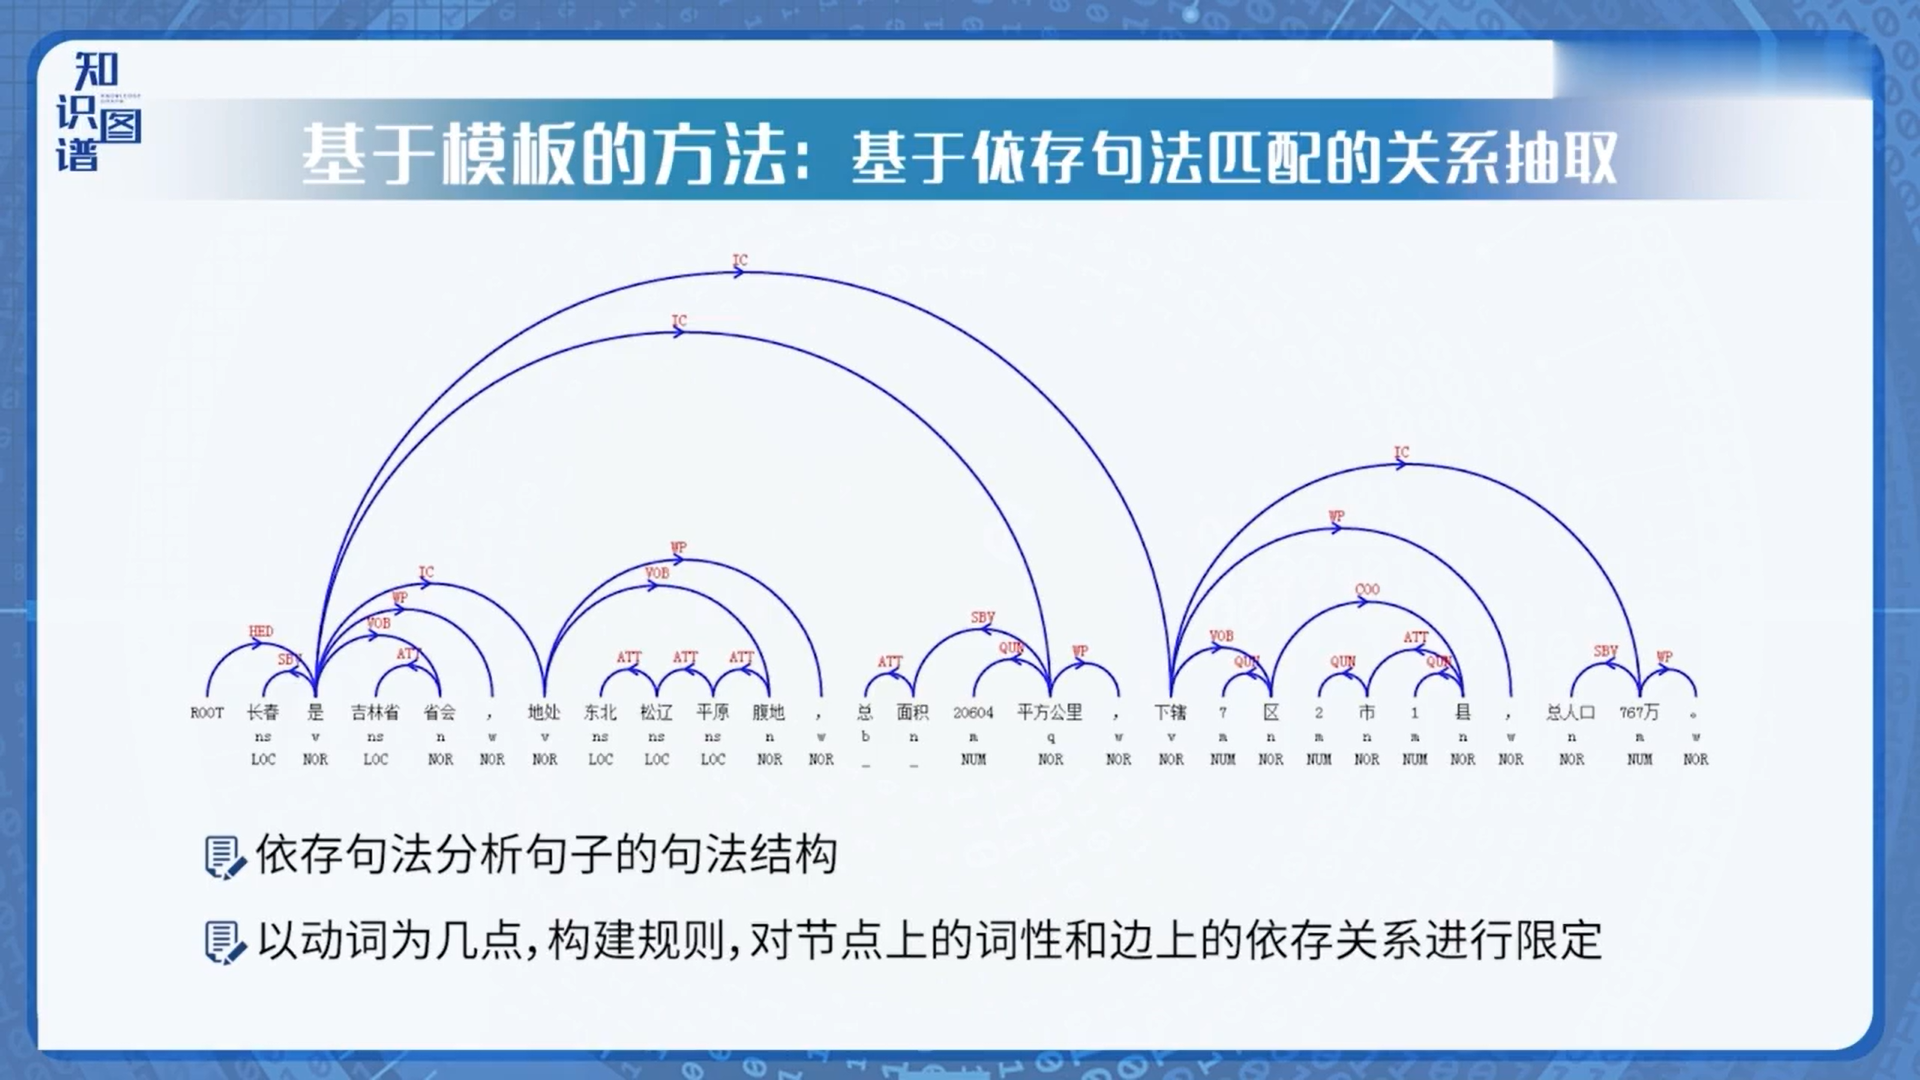 知识图谱
KNOWLEDGE GRAPH
基于模板的方法：基于依存句法匹配的关系抽取
IC
IC
IC
WP
WP
IC
VOB
WP
COO
VOB
SBV
HED
SBV
ATT
ATT
ATT
ATT
ATT
QUN
WP
VOB
QUN
QUN
ATT
QUN
SBV
WP
ROOT 长春 是 吉林省 省会 ， 地处 东北 松辽 平原 腹地 ， 总 面积 20604 平方公里 ， 下辖 7 区 2 市 1 县 ， 总人口 767万 。
ns v ns n w v ns ns ns n w b n m q w v m n m n m n w n m w
LOC NOR LOC NOR NOR NOR LOC LOC LOC NOR NOR _ _ NUM NOR NOR NOR NUM NOR NUM NOR NUM NOR NOR NOR NUM NOR
依存句法分析句子的句法结构
以动词为几点，构建规则，对节点上的词性和边上的依存关系进行限定